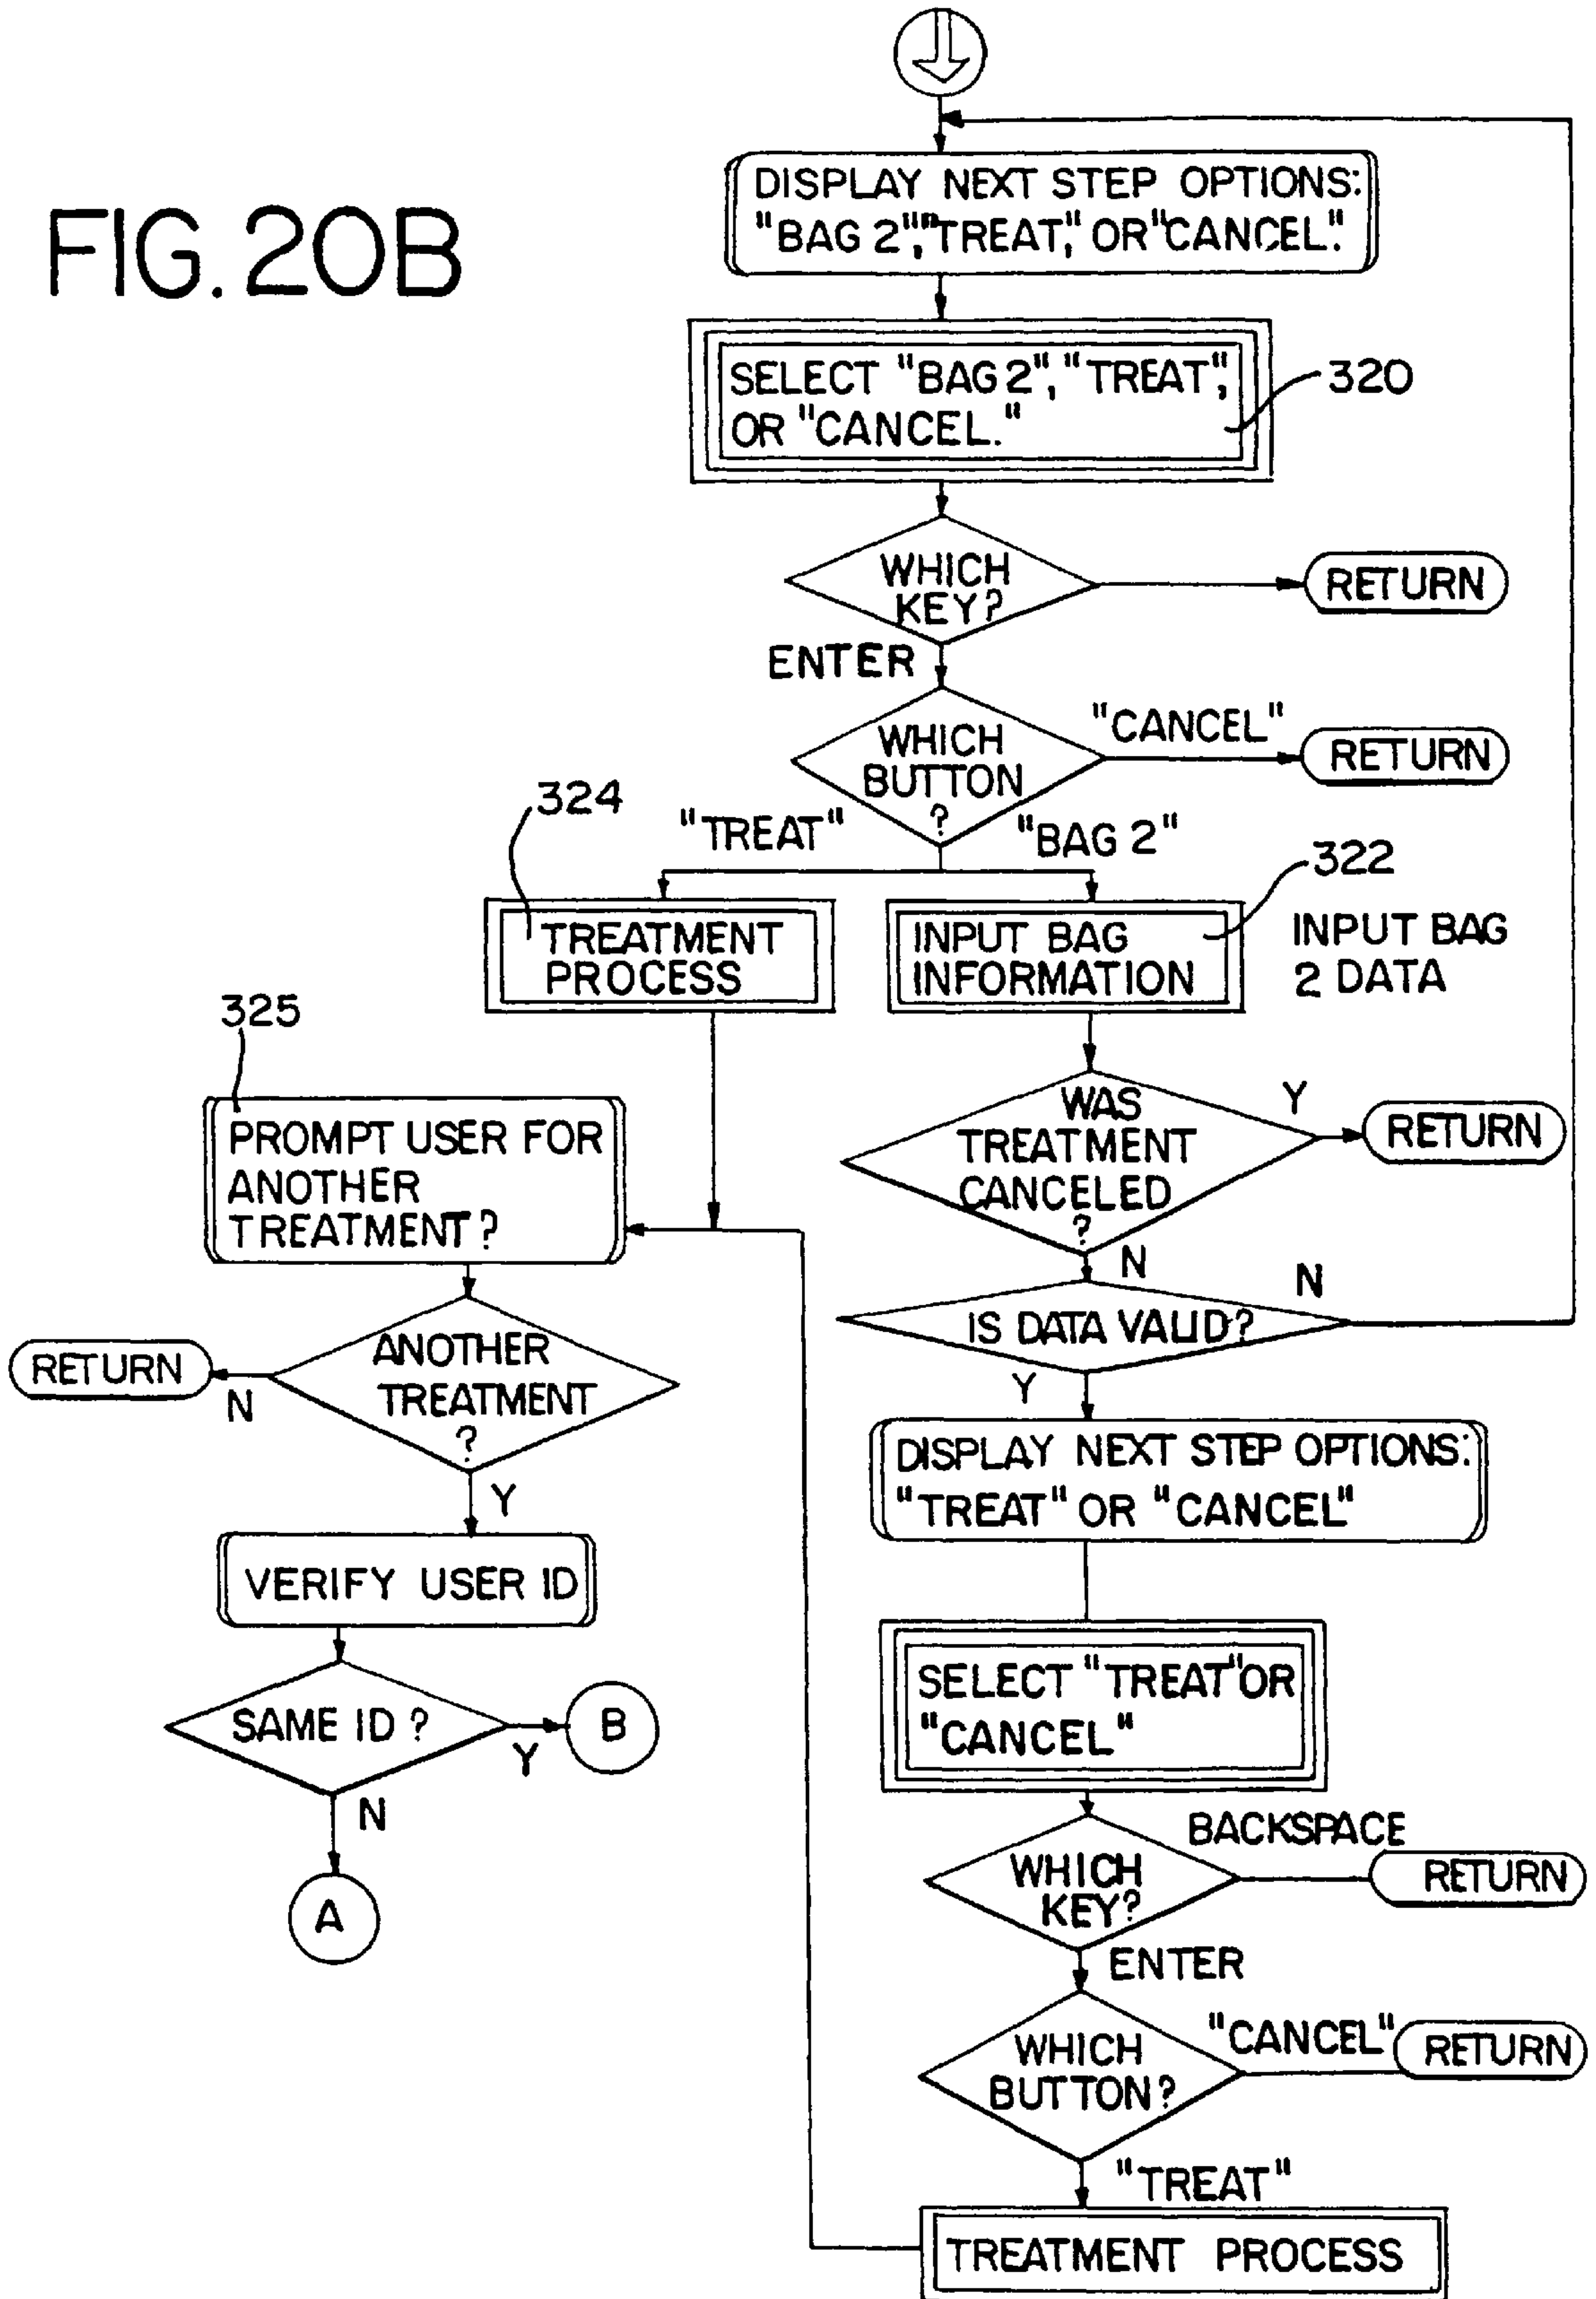 FIG. 20B
DISPLAY NEXT STEP OPTIONS:
"BAG 2","TREAT", OR "CANCEL".
SELECT "BAG 2", "TREAT",
OR "CANCEL."
320
WHICH
KEY?
RETURN
ENTER
WHICH
BUTTON
?
"CANCEL"
RETURN
"TREAT"
"BAG 2"
324
TREATMENT
PROCESS
322
INPUT BAG
INFORMATION
INPUT BAG
2 DATA
325
PROMPT USER FOR
ANOTHER
TREATMENT?
WAS
TREATMENT
CANCELED
?
Y
RETURN
N
IS DATA VALID?
N
Y
ANOTHER
TREATMENT
?
RETURN
N
Y
VERIFY USER ID
SAME ID?
Y
B
N
A
DISPLAY NEXT STEP OPTIONS:
"TREAT" OR "CANCEL"
SELECT "TREAT" OR
"CANCEL"
WHICH
KEY?
BACKSPACE
RETURN
ENTER
WHICH
BUTTON?
"CANCEL"
RETURN
"TREAT"
TREATMENT PROCESS